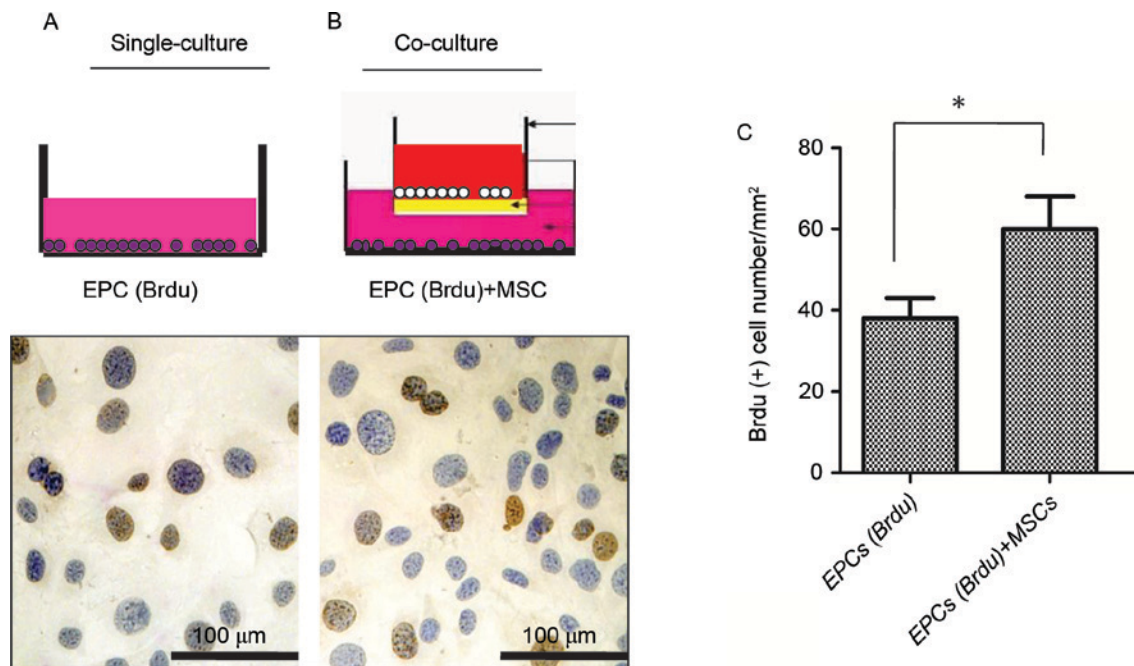 A
Single-culture
EPC (Brdu)
100 μm
B
Co-culture
EPC (Brdu)+MSC
100 μm
C
*
Brdu (+) cell number/mm²
80
60
40
20
0
EPCs (Brdu)
EPCs (Brdu)+MSCs